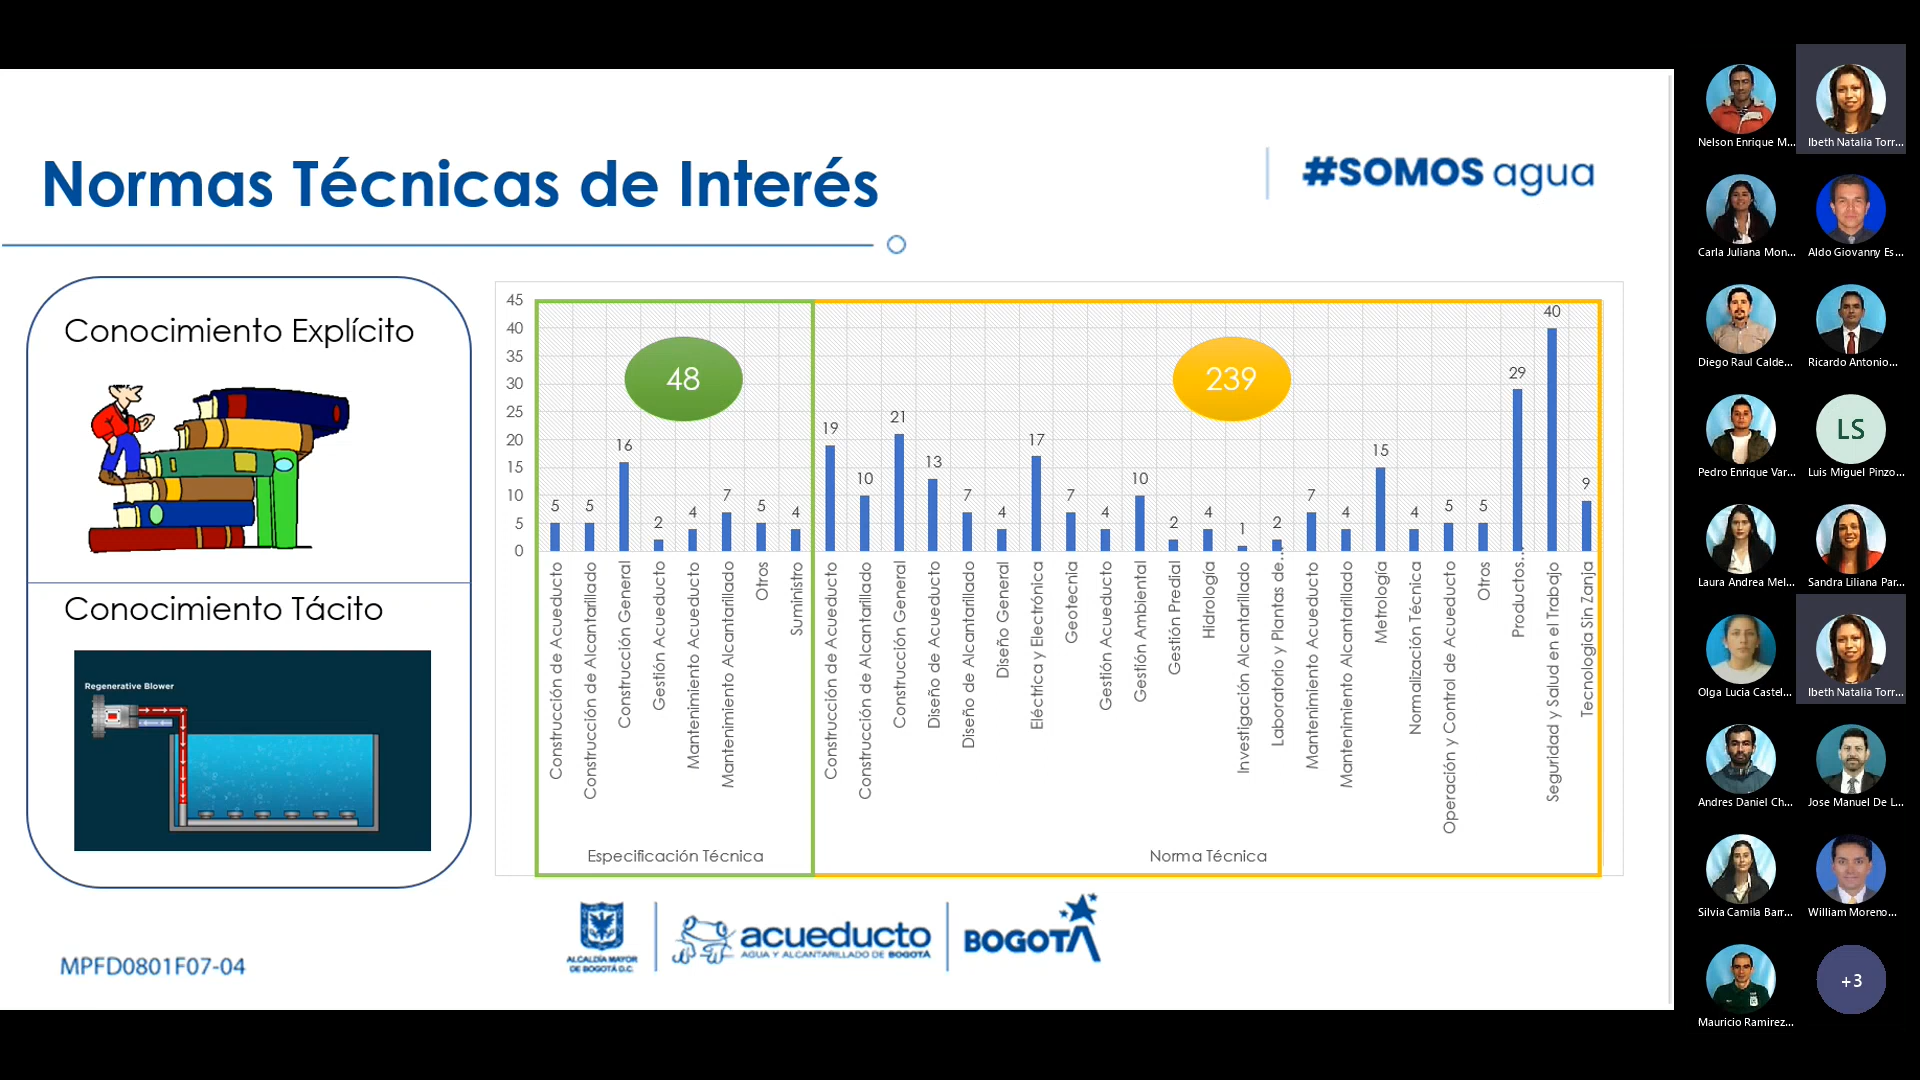 Normas Técnicas de Interés
#SOMOS agua
Conocimiento Explícito
Conocimiento Tácito
Regenerative Blower
45
40
35
30
25
20
15
10
5
0
48
239
5
5
16
2
4
7
5
4
19
10
21
13
7
4
17
7
4
10
2
4
1
2
7
4
15
4
5
5
29
40
9
Construcción de Acueducto
Construcción de Alcantarillado
Construcción General
Gestión Acueducto
Mantenimiento Acueducto
Mantenimiento Alcantarillado
Otros
Suministro
Construcción de Acueducto
Construcción de Alcantarillado
Construcción General
Diseño de Acueducto
Diseño de Alcantarillado
Diseño General
Eléctrica y Electrónica
Geotecnia
Gestión Acueducto
Gestión Ambiental
Gestión Predial
Hidrología
Investigación Alcantarillado
Laboratorio y Plantas de...
Mantenimiento Acueducto
Mantenimiento Alcantarillado
Metrología
Normalización Técnica
Operación y Control de Acueducto
Otros
Productos...
Seguridad y Salud en el Trabajo
Tecnología Sin Zanja
Especificación Técnica
Norma Técnica
MPFD0801F07-04
ALCALDÍA MAYOR
DE BOGOTÁ D.C.
acueducto
AGUA Y ALCANTARILLADO DE BOGOTÁ
BOGOTÁ
Nelson Enrique M...
Ibeth Natalia Torr...
Carla Juliana Mon...
Aldo Giovanny Es...
Diego Raul Calde...
Ricardo Antonio...
Pedro Enrique Var...
LS
Luis Miguel Pinzo...
Laura Andrea Mel...
Sandra Liliana Par...
Olga Lucia Castel...
Ibeth Natalia Torr...
Andres Daniel Ch...
Jose Manuel De L...
Silvia Camila Barr...
William Moreno...
Mauricio Ramirez...
+3